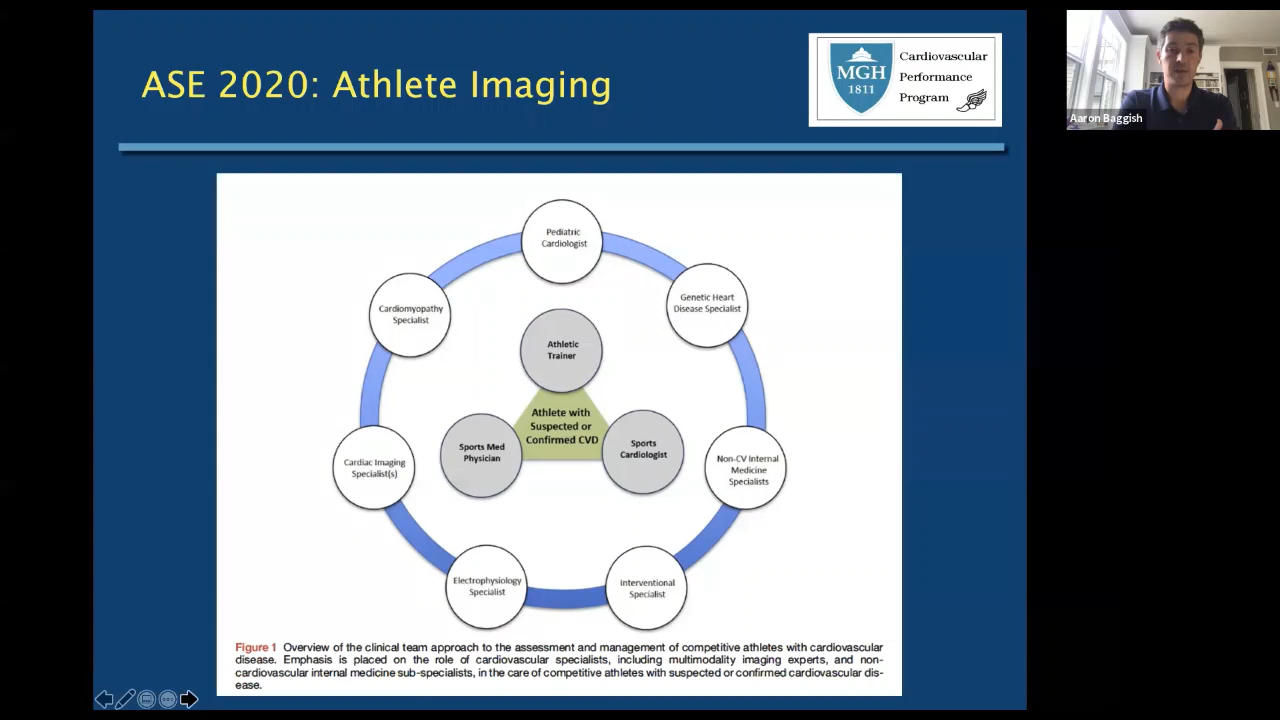 ASE 2020: Athlete Imaging
MGH
1811
Cardiovascular
Performance
Program
Aaron Baggish
Pediatric
Cardiologist
Cardiomyopathy
Specialist
Genetic Heart
Disease Specialist
Athletic
Trainer
Athlete with
Suspected or
Confirmed CVD
Sports Med
Physician
Sports
Cardiologist
Cardiac Imaging
Specialist(s)
Non-CV Internal
Medicine
Specialists
Electrophysiology
Specialist
Interventional
Specialist
Figure 1 Overview of the clinical team approach to the assessment and management of competitive athletes with cardiovascular
disease. Emphasis is placed on the role of cardiovascular specialists, including multimodality imaging experts, and non-
cardiovascular internal medicine sub-specialists, in the care of competitive athletes with suspected or confirmed cardiovascular dis-
ease.